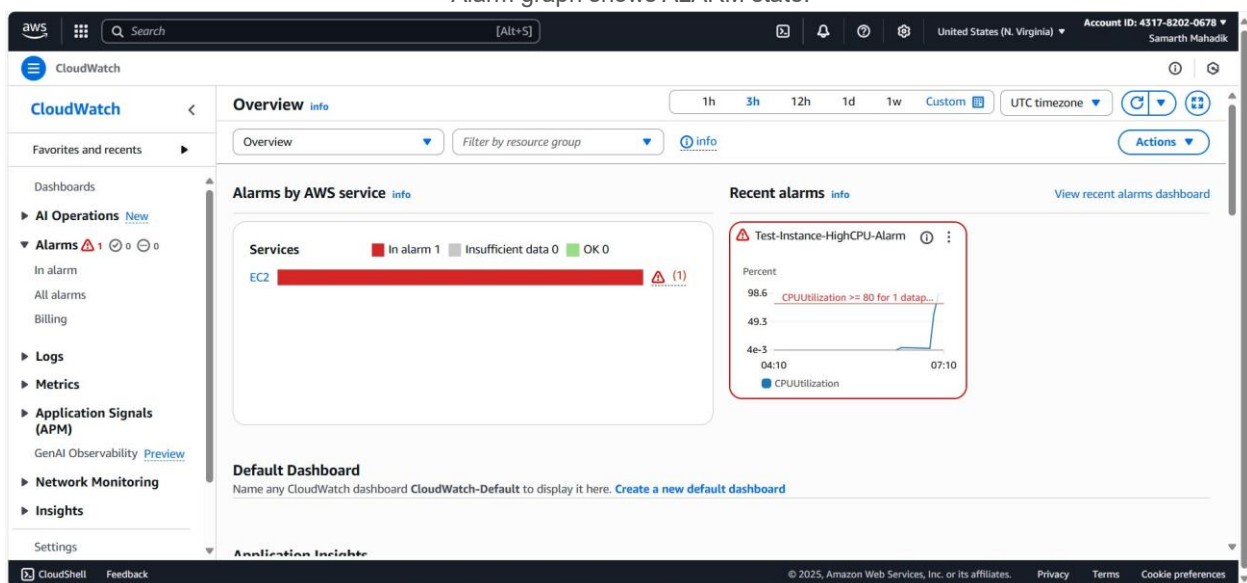 Alarm graph shows ALARM state.
aws
Search [Alt+S]
United States (N. Virginia)
Account ID: 4317-8202-0678
Samarth Mahadik
CloudWatch
CloudWatch
Favorites and recents
Dashboards
AI Operations New
Alarms 1 0 0
In alarm
All alarms
Billing
Logs
Metrics
Application Signals
(APM)
GenAI Observability Preview
Network Monitoring
Insights
Settings
Overview info
1h 3h 12h 1d 1w Custom UTC timezone
Overview Filter by resource group info Actions
Alarms by AWS service info
Services In alarm 1 Insufficient data 0 OK 0
EC2 (1)
Recent alarms info View recent alarms dashboard
Test-Instance-HighCPU-Alarm
Percent
98.6 CPUUtilization >= 80 for 1 datap...
49.3
4e-3
04:10 07:10
CPUUtilization
Default Dashboard
Name any CloudWatch dashboard CloudWatch-Default to display it here. Create a new default dashboard
Application Insights
CloudShell Feedback © 2025, Amazon Web Services, Inc. or its affiliates. Privacy Terms Cookie preferences